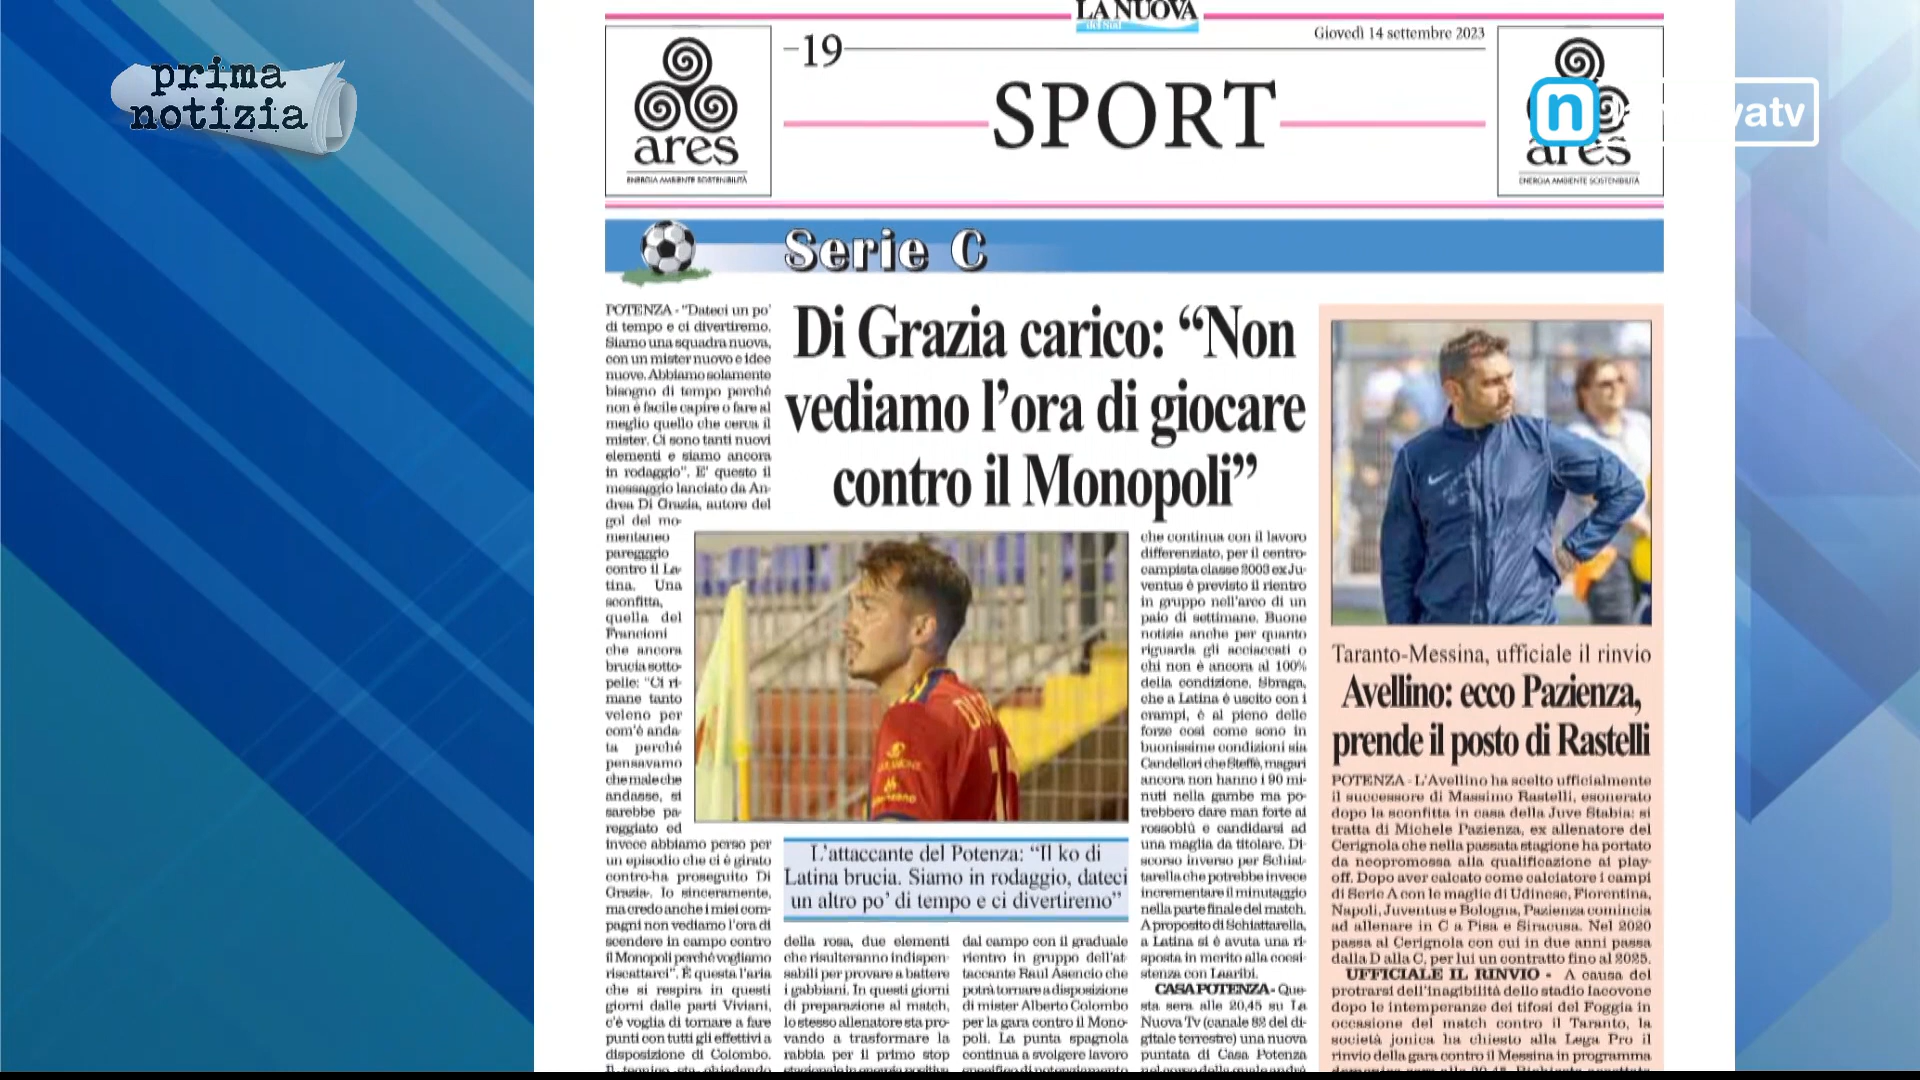 prima
notizia
LA NUOVA
del Sud
19
Giovedì 14 settembre 2023
SPORT
ares
ENERGIA AMBIENTE SOSTENIBILITÀ
ares
ENERGIA AMBIENTE SOSTENIBILITÀ
n
vatv
Serie C
Di Grazia carico: “Non
vediamo l’ora di giocare
contro il Monopoli”
POTENZA - "Dateci un po'
di tempo e ci divertiremo.
Siamo una squadra nuova,
con un mister nuovo e idee
nuove. Abbiamo solamente
bisogno di tempo perché
non è facile capire o fare al
meglio quello che cerca il
mister. Ci sono tanti nuovi
elementi e siamo ancora
in rodaggio". E' questo il
messaggio lanciato da An-
drea Di Grazia, autore del
gol del mo-
mentaneo
paregggio
contro il La-
tina. Una
sconfitta,
quella del
Francioni
che ancora
brucia sotto-
pelle: "Ci ri-
mane tanto
veleno per
com'è anda-
ta perché
pensavamo
che male che
andasse, si
sarebbe pa-
reggiato ed
invece abbiamo perso per
un episodio che ci è girato
contro-ha proseguito Di
Grazia-. Io sinceramente,
ma credo anche i miei com-
pagni non vediamo l'ora di
scendere in campo contro
il Monopoli perché vogliamo
riscattarci". È questa l'aria
che si respira in questi
giorni dalle parti Viviani,
c'è voglia di tornare a fare
punti con tutti gli effettivi a
disposizione di Colombo.
Il tecnico sta chiedendo
L’attaccante del Potenza: “Il ko di
Latina brucia. Siamo in rodaggio, dateci
un altro po’ di tempo e ci divertiremo”
della rosa, due elementi
che risulteranno indispen-
sabili per provare a battere
i gabbiani. In questi giorni
di preparazione al match,
lo stesso allenatore sta pro-
vando a trasformare la
rabbia per il primo stop
stagionale in energia positiva
dal campo con il graduale
rientro in gruppo dell'at-
taccante Raul Asencio che
potrà tornare a disposizione
di mister Alberto Colombo
per la gara contro il Mono-
poli. La punta spagnola
continua a svolgere lavoro
specifico di potenziamento
che continua con il lavoro
differenziato, per il centro-
campista classe 2003 ex Ju-
ventus è previsto il rientro
in gruppo nell'arco di un
paio di settimane. Buone
notizie anche per quanto
riguarda gli acciaccati o
chi non è ancora al 100%
della condizione. Sbraga,
che a Latina è uscito con i
crampi, è al pieno delle
forze così come sono in
buonissime condizioni sia
Candellori che Steffè, magari
ancora non hanno i 90 mi-
nuti nella gambe ma po-
trebbero dare man forte al
rossoblù e candidarsi ad
una maglia da titolare. Di-
scorso inverso per Schiat-
tarella che potrebbe invece
incrementare il minutaggio
nella parte finale del match.
A proposito di Schiattarella,
a Latina si è avuta una ri-
sposta in merito alla coesi-
stenza con Laaribi.
CASA POTENZA - Que-
sta sera alle 20,45 su La
Nuova Tv (canale 82 del di-
gitale terrestre) una nuova
puntata di Casa Potenza
nel corso della quale andrà
Taranto-Messina, ufficiale il rinvio
Avellino: ecco Pazienza,
prende il posto di Rastelli
POTENZA - L'Avellino ha scelto ufficialmente
il successore di Massimo Rastelli, esonerato
dopo la sconfitta in casa della Juve Stabia: si
tratta di Michele Pazienza, ex allenatore del
Cerignola che nella passata stagione ha portato
da neopromossa alla qualificazione ai play-
off. Dopo aver calcato come calciatore i campi
di Serie A con le maglie di Udinese, Fiorentina,
Napoli, Juventus e Bologna, Pazienza comincia
ad allenare in C a Pisa e Siracusa. Nel 2020
passa al Cerignola con cui in due anni passa
dalla D alla C, per lui un contratto fino al 2025.
UFFICIALE IL RINVIO - A causa del
protrarsi dell'inagibilità dello stadio Iacovone
dopo le intemperanze dei tifosi del Foggia in
occasione del match contro il Taranto, la
società jonica ha chiesto alla Lega Pro il
rinvio della gara contro il Messina in programma